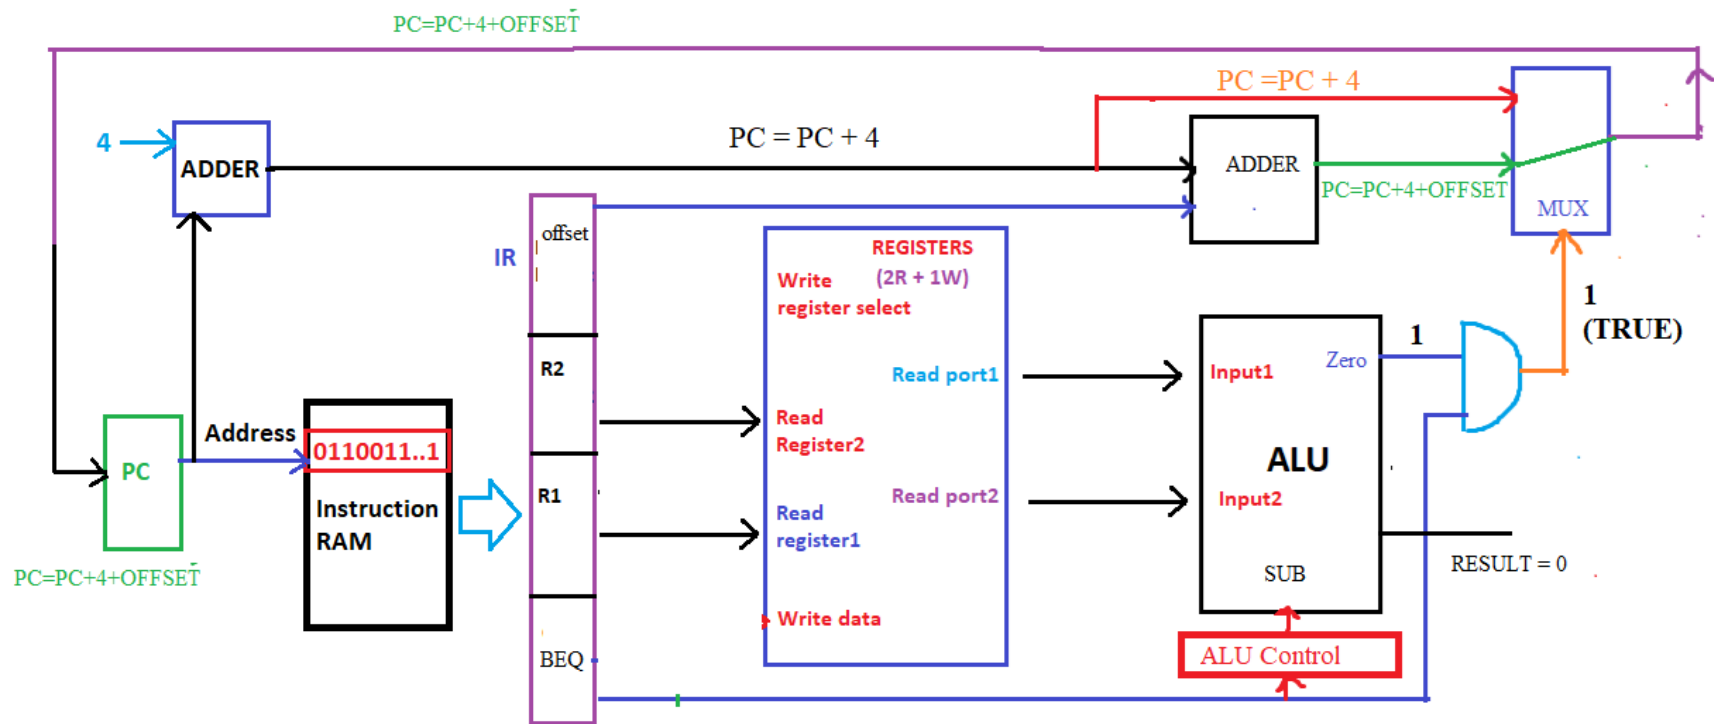 PC=PC+4+OFFSET
PC =PC + 4
4
ADDER
PC = PC + 4
ADDER
PC=PC+4+OFFSET
MUX
IR
offset
REGISTERS
(2R + 1W)
Write
register select
1
(TRUE)
1
Zero
R2
Read port1
Input1
Address
0110011..1
Read
Register2
PC
ALU
R1
Read port2
Input2
Instruction
RAM
Read
register1
PC=PC+4+OFFSET
SUB
RESULT = 0
Write data
BEQ
ALU Control